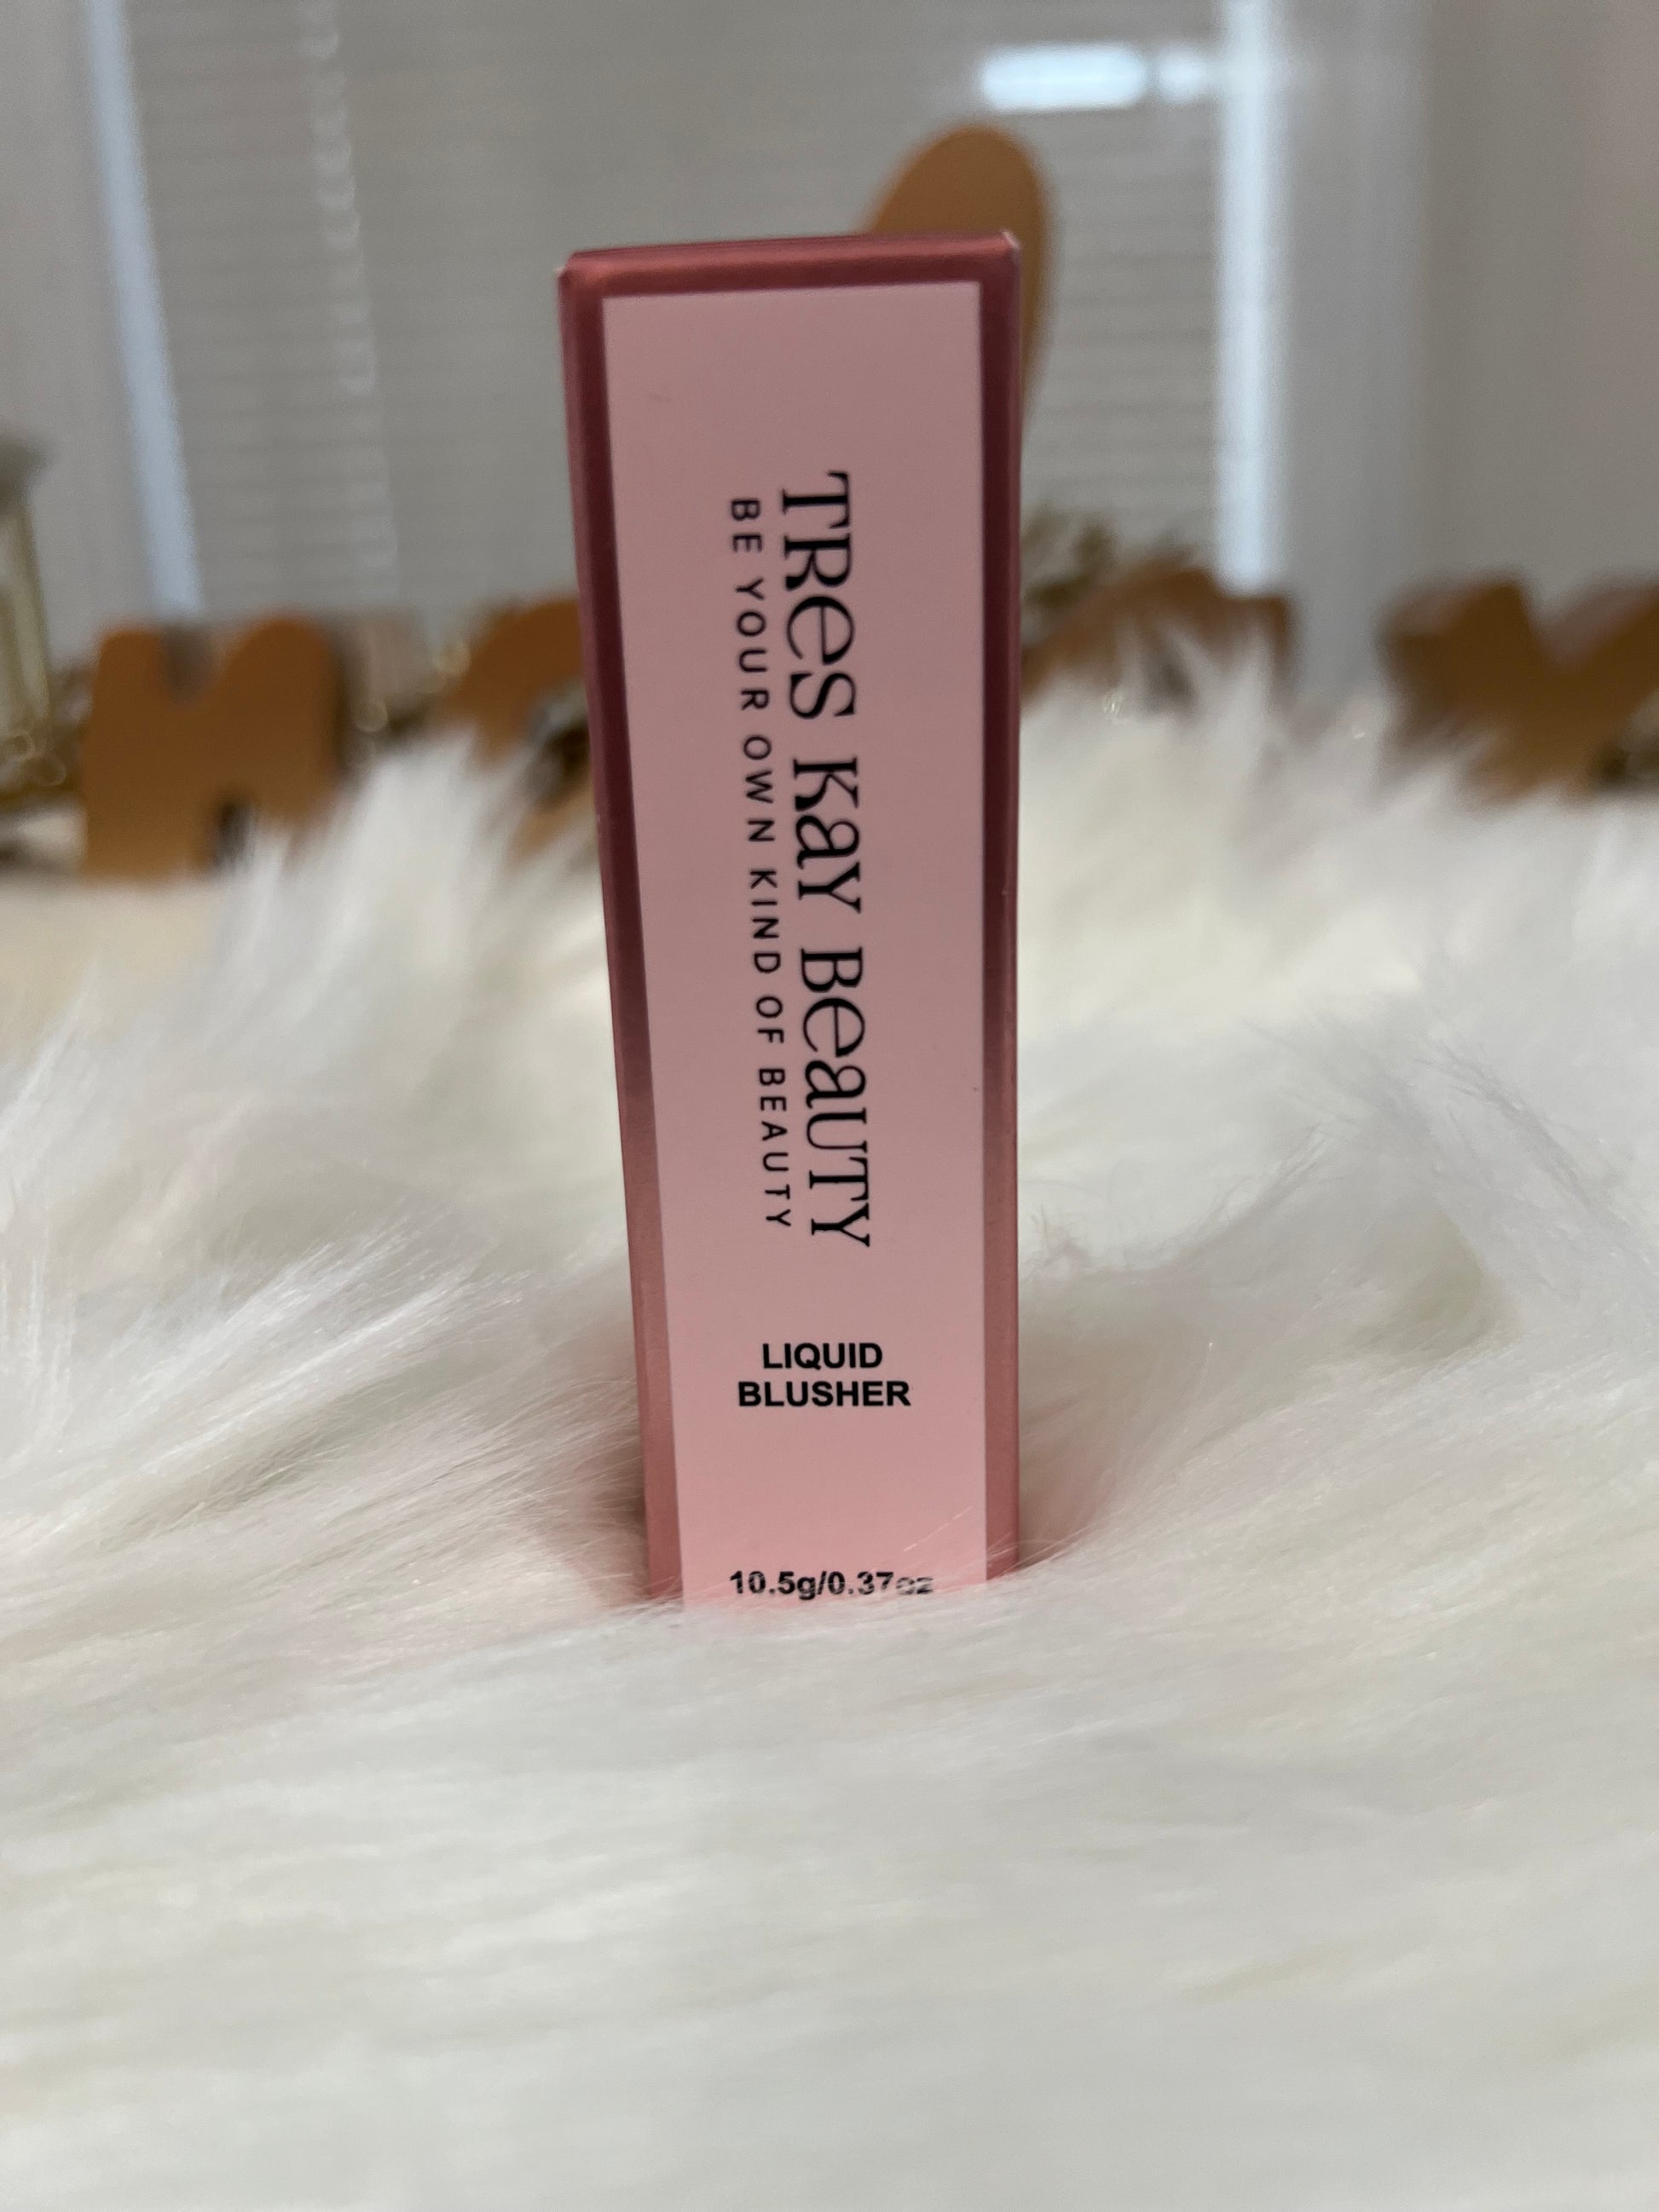 TRES KAY BEAUTY
BE YOUR OWN KIND OF BEAUTY
LIQUID
BLUSHER
10.5g/0.37oz